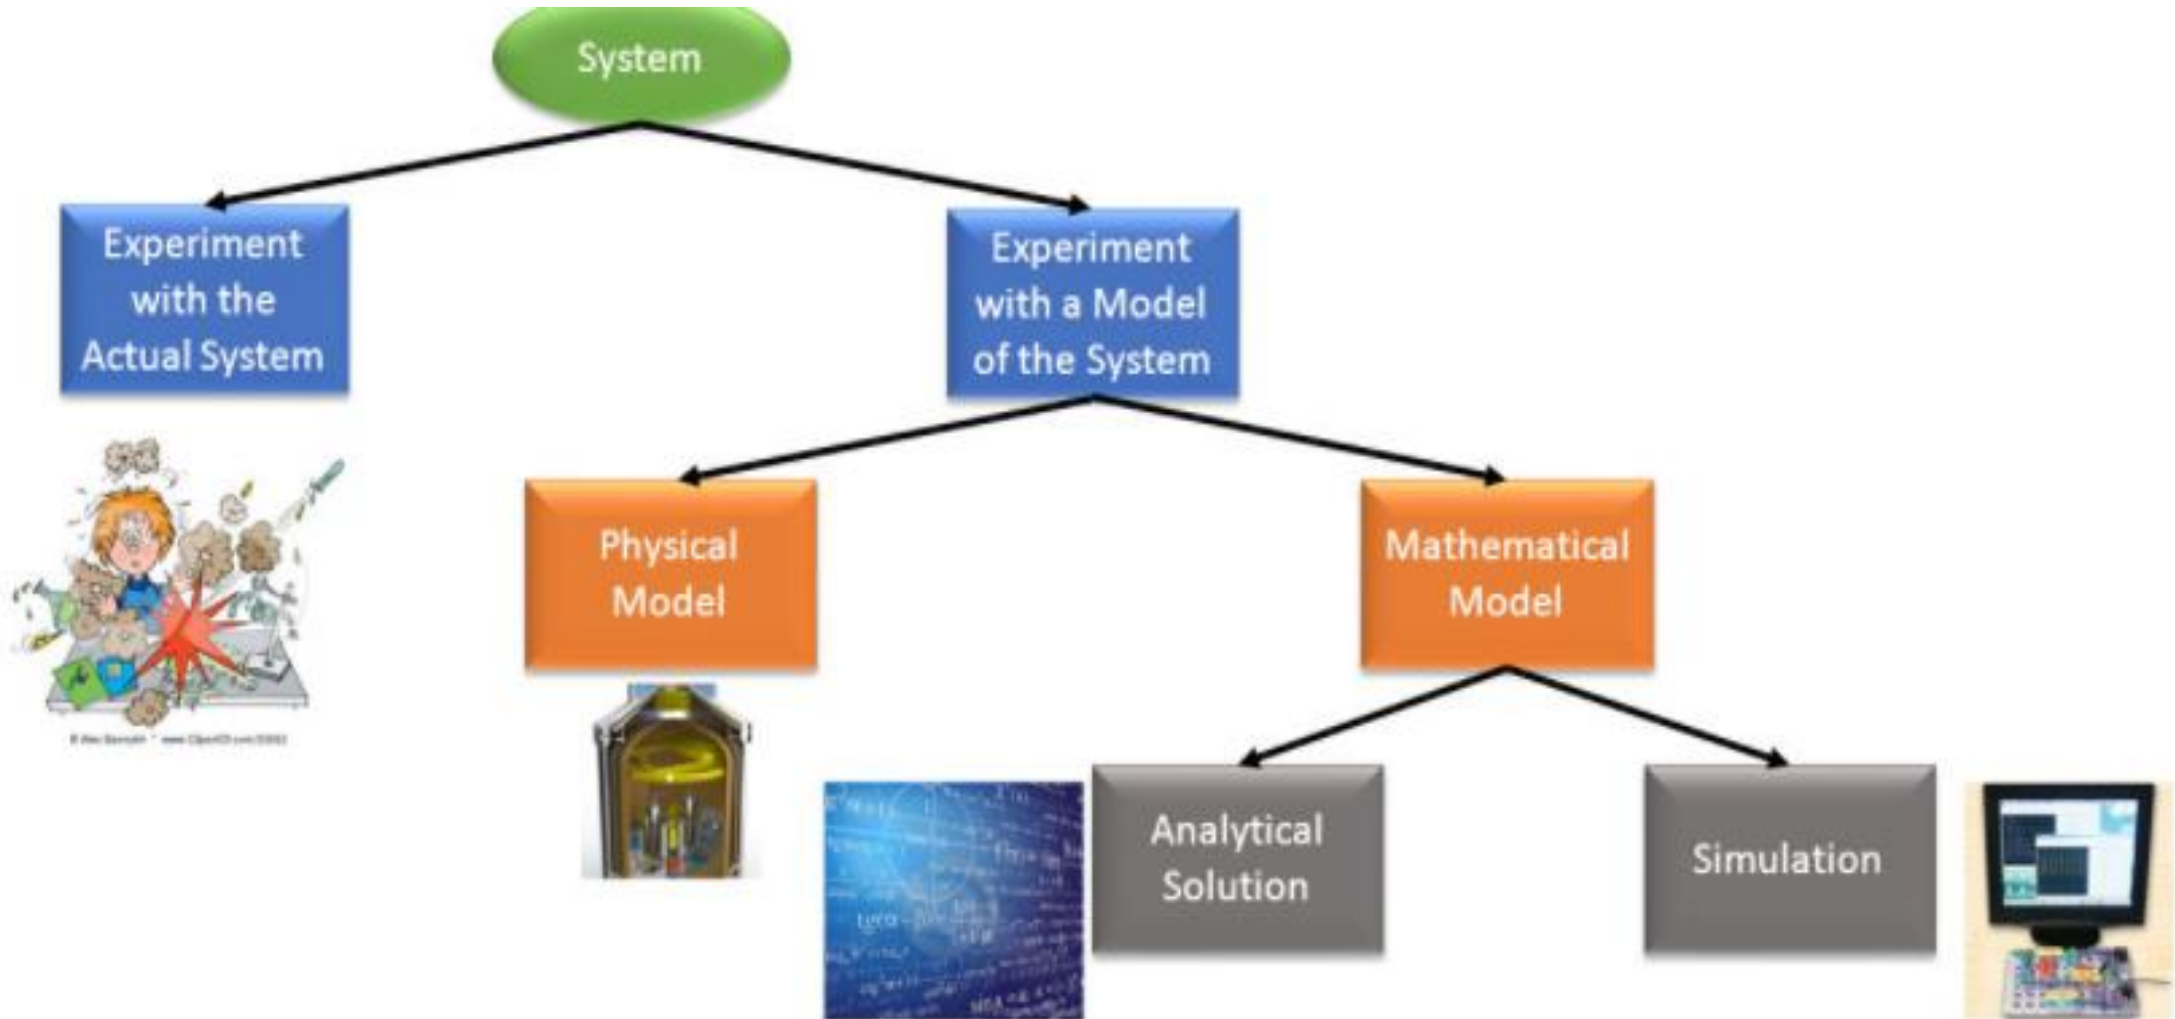 System
Experiment
with the
Actual System
Experiment
with a Model
of the System
Physical
Model
Mathematical
Model
Analytical
Solution
Simulation